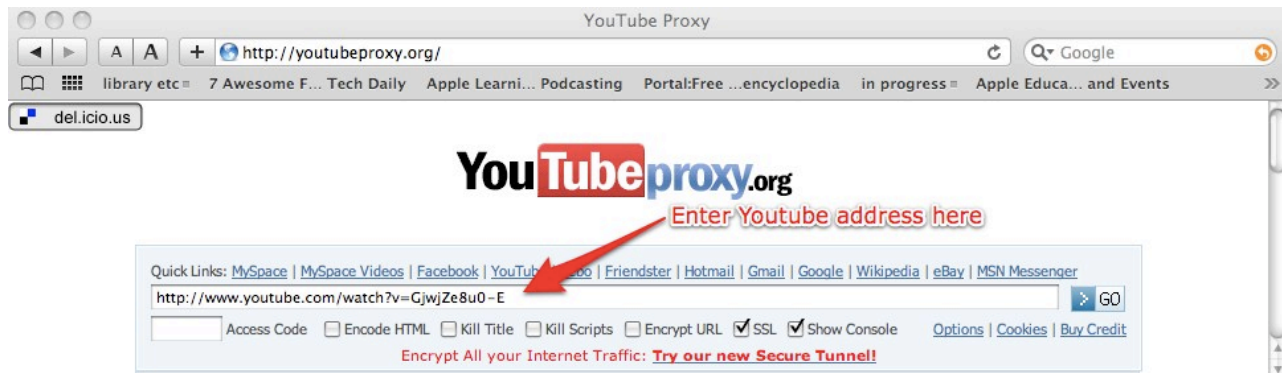 YouTube Proxy
A A + http://youtubeproxy.org/ Google
library etc 7 Awesome F... Tech Daily Apple Learni... Podcasting Portal:Free ...encyclopedia in progress Apple Educa... and Events
del.icio.us
YouTubeproxy.org
Enter Youtube address here
Quick Links: MySpace | MySpace Videos | Facebook | | Friendster | Hotmail | Gmail | Google | Wikipedia | eBay | MSN Messenger
http://www.youtube.com/watch?v=GjwjZe8u0-E GO
Access Code Encode HTML Kill Title Kill Scripts Encrypt URL SSL Show Console Options | Cookies | Buy Credit
Encrypt All your Internet Traffic: Try our new Secure Tunnel!